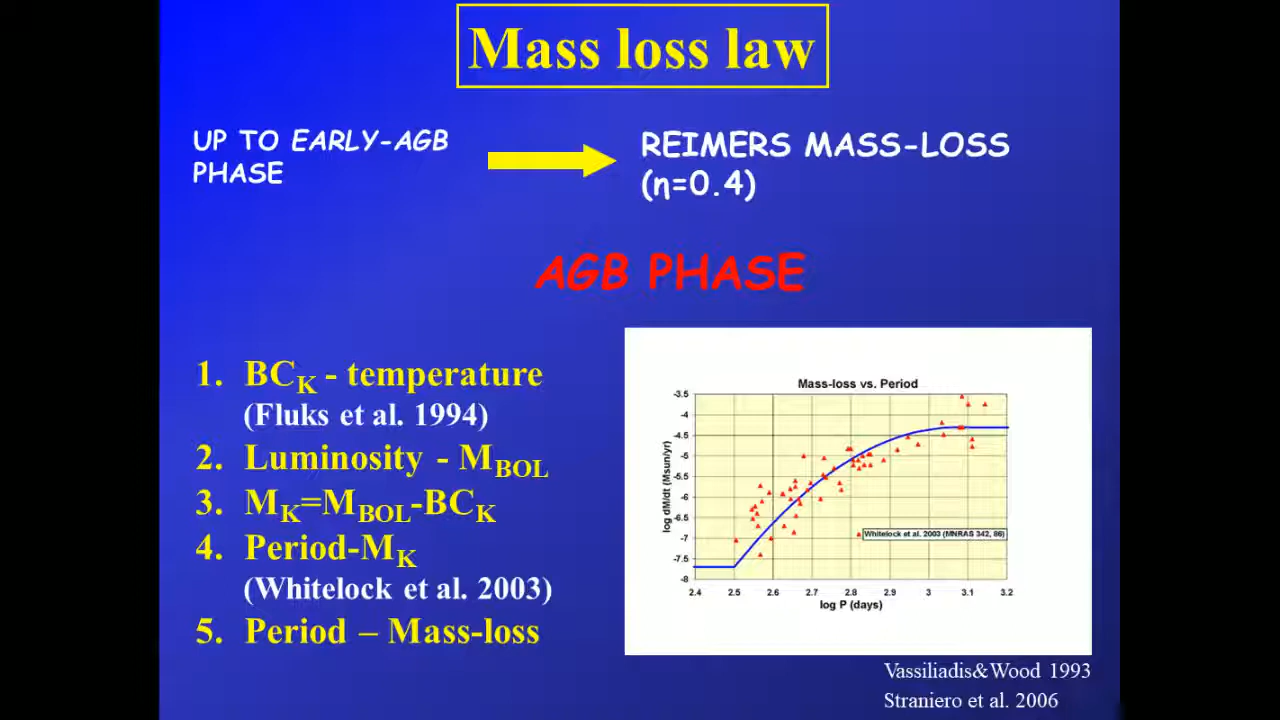 Mass loss law
UP TO EARLY-AGB
PHASE
REIMERS MASS-LOSS
(η=0.4)
AGB PHASE
1. BCK - temperature
(Fluks et al. 1994)
2. Luminosity - MBOL
3. MK=MBOL-BCK
4. Period-MK
(Whitelock et al. 2003)
5. Period – Mass-loss
Mass-loss vs. Period
log dM/dt (Msun/yr)
-3.5
-4
-4.5
-5
-5.5
-6
-6.5
-7
-7.5
-8
Whitelock et al. 2003 (MNRAS 342, 86)
2.4 2.5 2.6 2.7 2.8 2.9 3 3.1 3.2
log P (days)
Vassiliadis&Wood 1993
Straniero et al. 2006